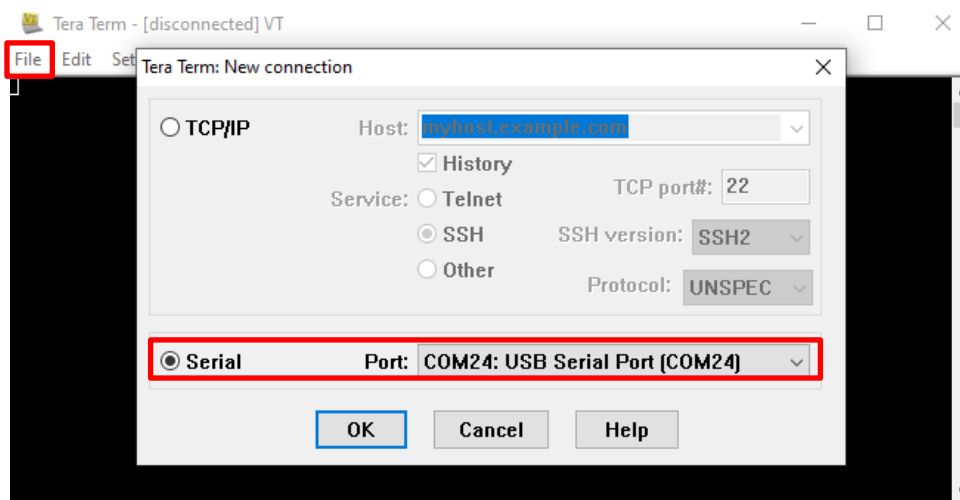 Tera Term - [disconnected] VT
File Edit Set
Tera Term: New connection
TCP/IP Host: myhost.example.com
History
Service: Telnet TCP port#: 22
SSH SSH version: SSH2
Other Protocol: UNSPEC
Serial Port: COM24: USB Serial Port (COM24)
OK Cancel Help